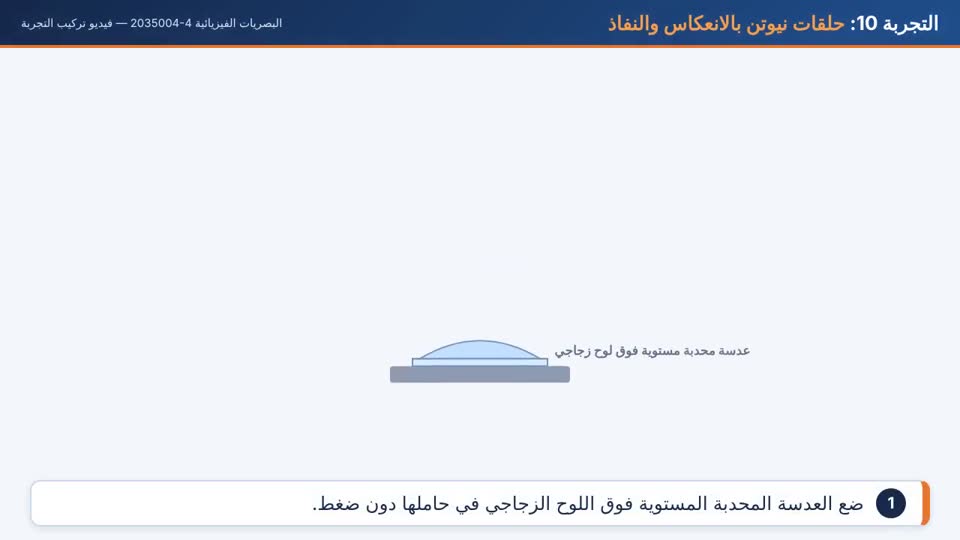 التجربة 10: حلقات نيوتن بالانعكاس والنفاذ
البصريات الفيزيائية 4-2035004 — فيديو تركيب التجربة
عدسة محدبة مستوية فوق لوح زجاجي
1 ضع العدسة المحدبة المستوية فوق اللوح الزجاجي في حاملها دون ضغط.